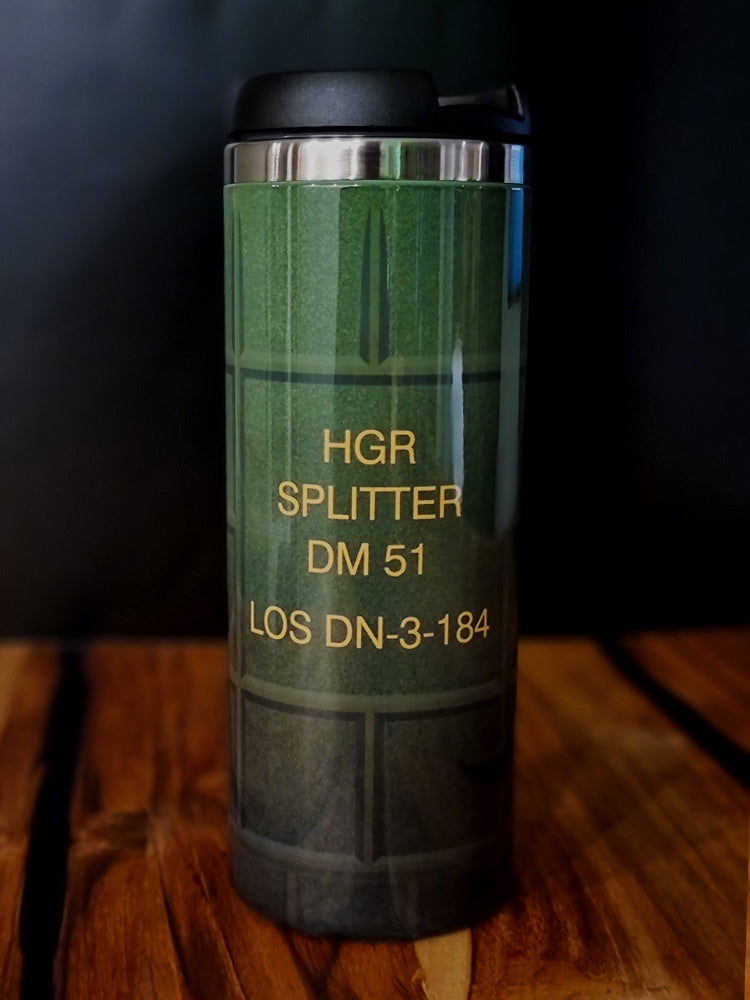 HGR
SPLITTER
DM 51
LOS DN-3-184